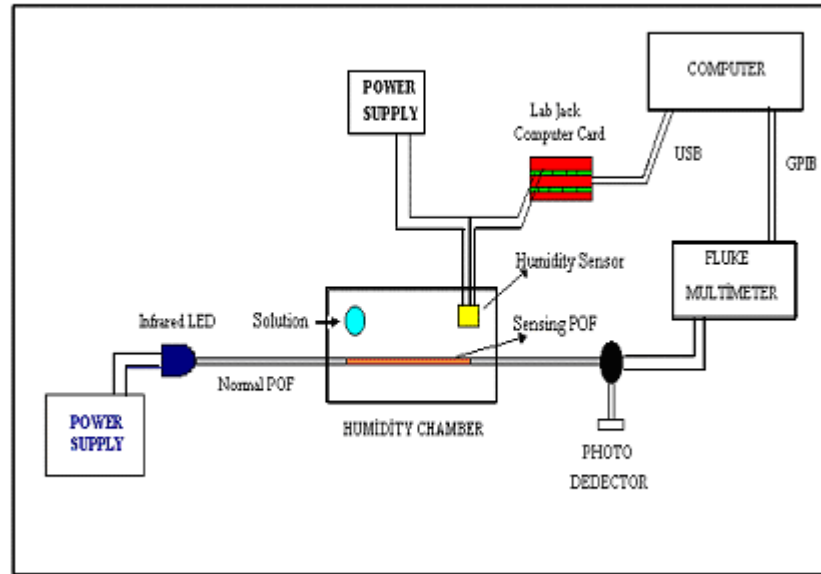 COMPUTER
POWER
SUPPLY
Lab Jack
Computer Card
USB
GPIB
FLUKE
MULTİMETER
Humidity Sensor
Infrared LED
Solution
Sensing POF
Normal POF
POWER
SUPPLY
HUMİDİTY CHAMBER
PHOTO
DEDECTOR